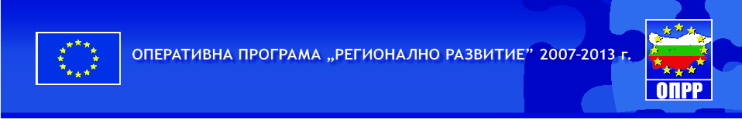 ОПЕРАТИВНА ПРОГРАМА „РЕГИОНАЛНО РАЗВИТИЕ” 2007-2013 г.
ОПРР